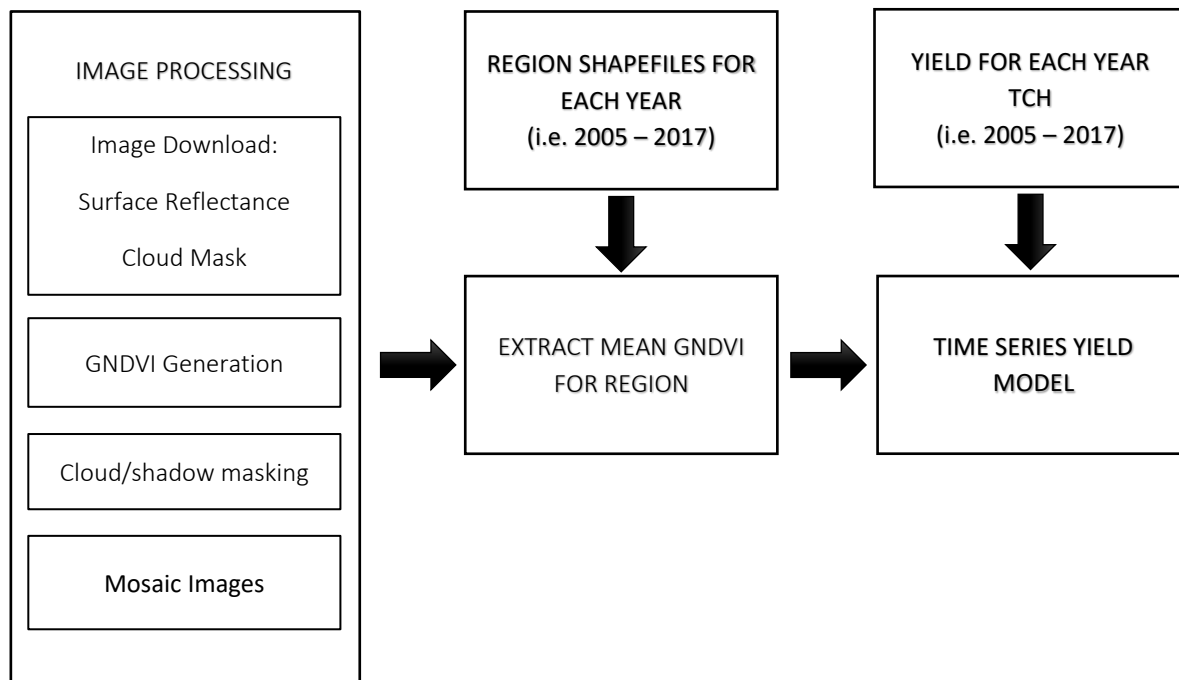 IMAGE PROCESSING
Image Download:
Surface Reflectance
Cloud Mask
GNDVI Generation
Cloud/shadow masking
Mosaic Images
REGION SHAPEFILES FOR
EACH YEAR
(i.e. 2005 – 2017)
YIELD FOR EACH YEAR
TCH
(i.e. 2005 – 2017)
EXTRACT MEAN GNDVI
FOR REGION
TIME SERIES YIELD
MODEL